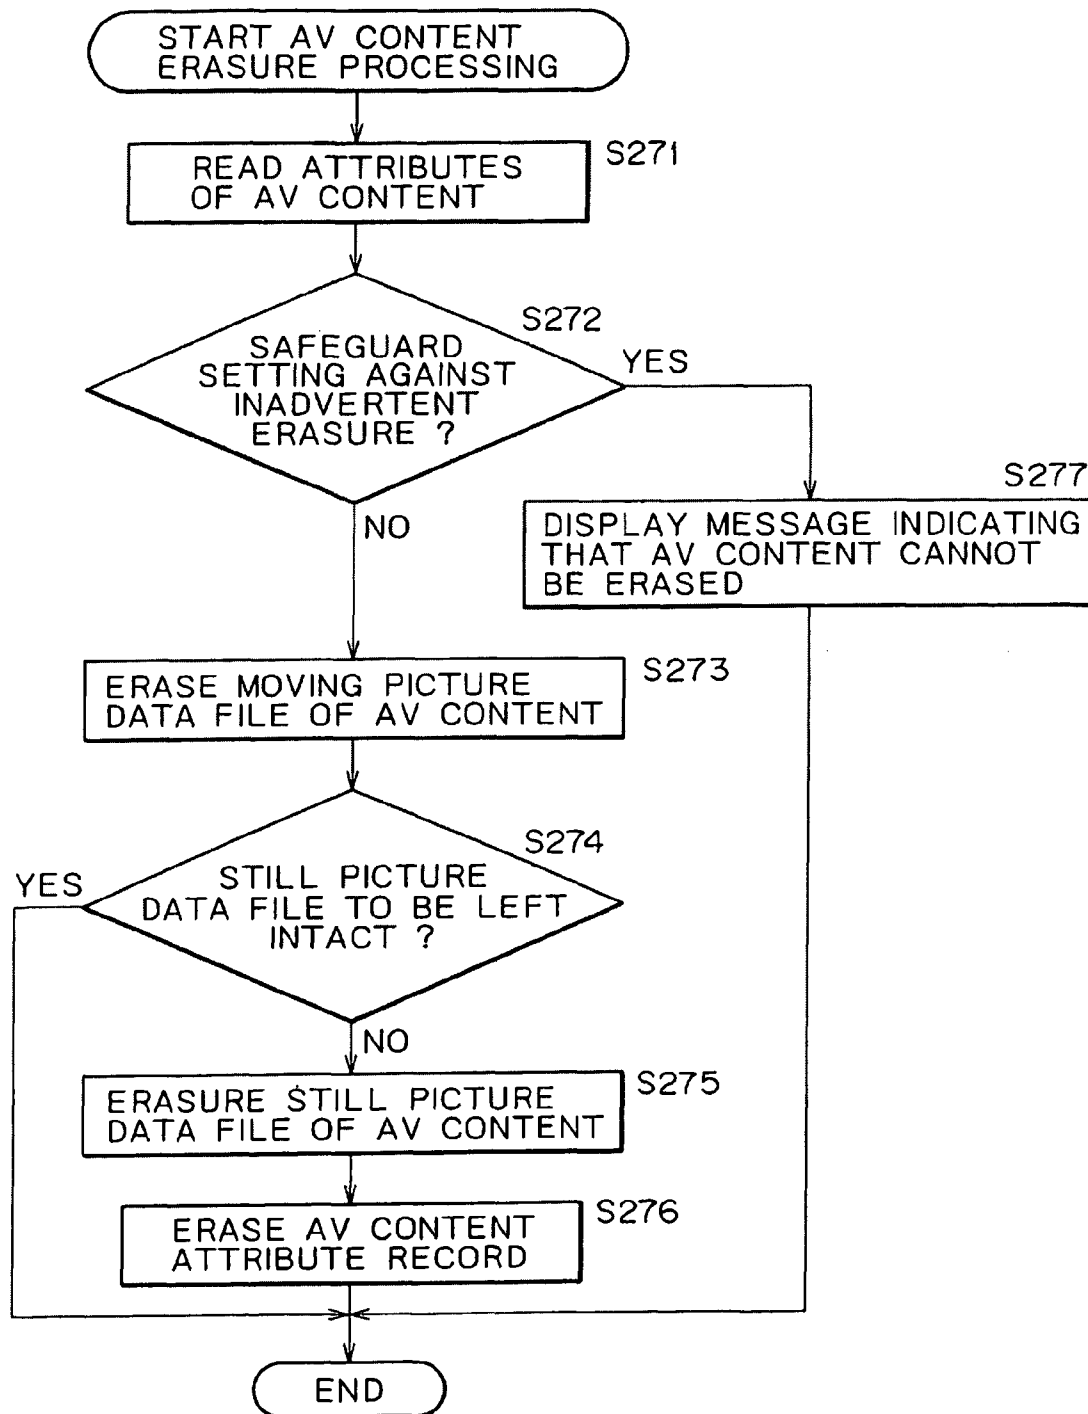 START AV CONTENT
ERASURE PROCESSING
S271
READ ATTRIBUTES
OF AV CONTENT
S272
SAFEGUARD
SETTING AGAINST
INADVERTENT
ERASURE ?
YES
NO
S277
DISPLAY MESSAGE INDICATING
THAT AV CONTENT CANNOT
BE ERASED
S273
ERASE MOVING PICTURE
DATA FILE OF AV CONTENT
S274
STILL PICTURE
DATA FILE TO BE LEFT
INTACT ?
YES
NO
S275
ERASURE STILL PICTURE
DATA FILE OF AV CONTENT
S276
ERASE AV CONTENT
ATTRIBUTE RECORD
END